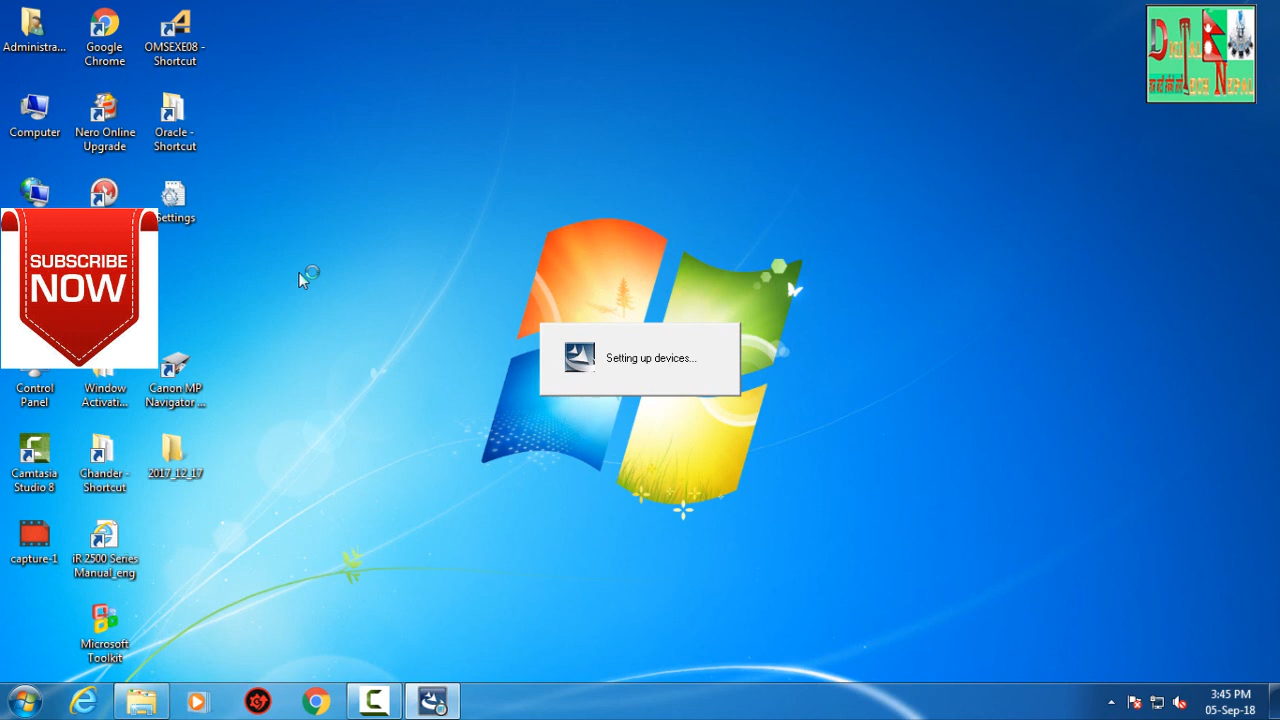 Administra...
Google
Chrome
OMSEXE08 -
Shortcut
Computer
Nero Online
Upgrade
Oracle -
Shortcut
Settings
SUBSCRIBE
NOW
Control
Panel
Window
Activati...
Canon MP
Navigator ...
Setting up devices...
Camtasia
Studio 8
Chander -
Shortcut
2017_12_17
capture-1
iR 2500 Series
Manual_eng
Microsoft
Toolkit
3:45 PM
05-Sep-18